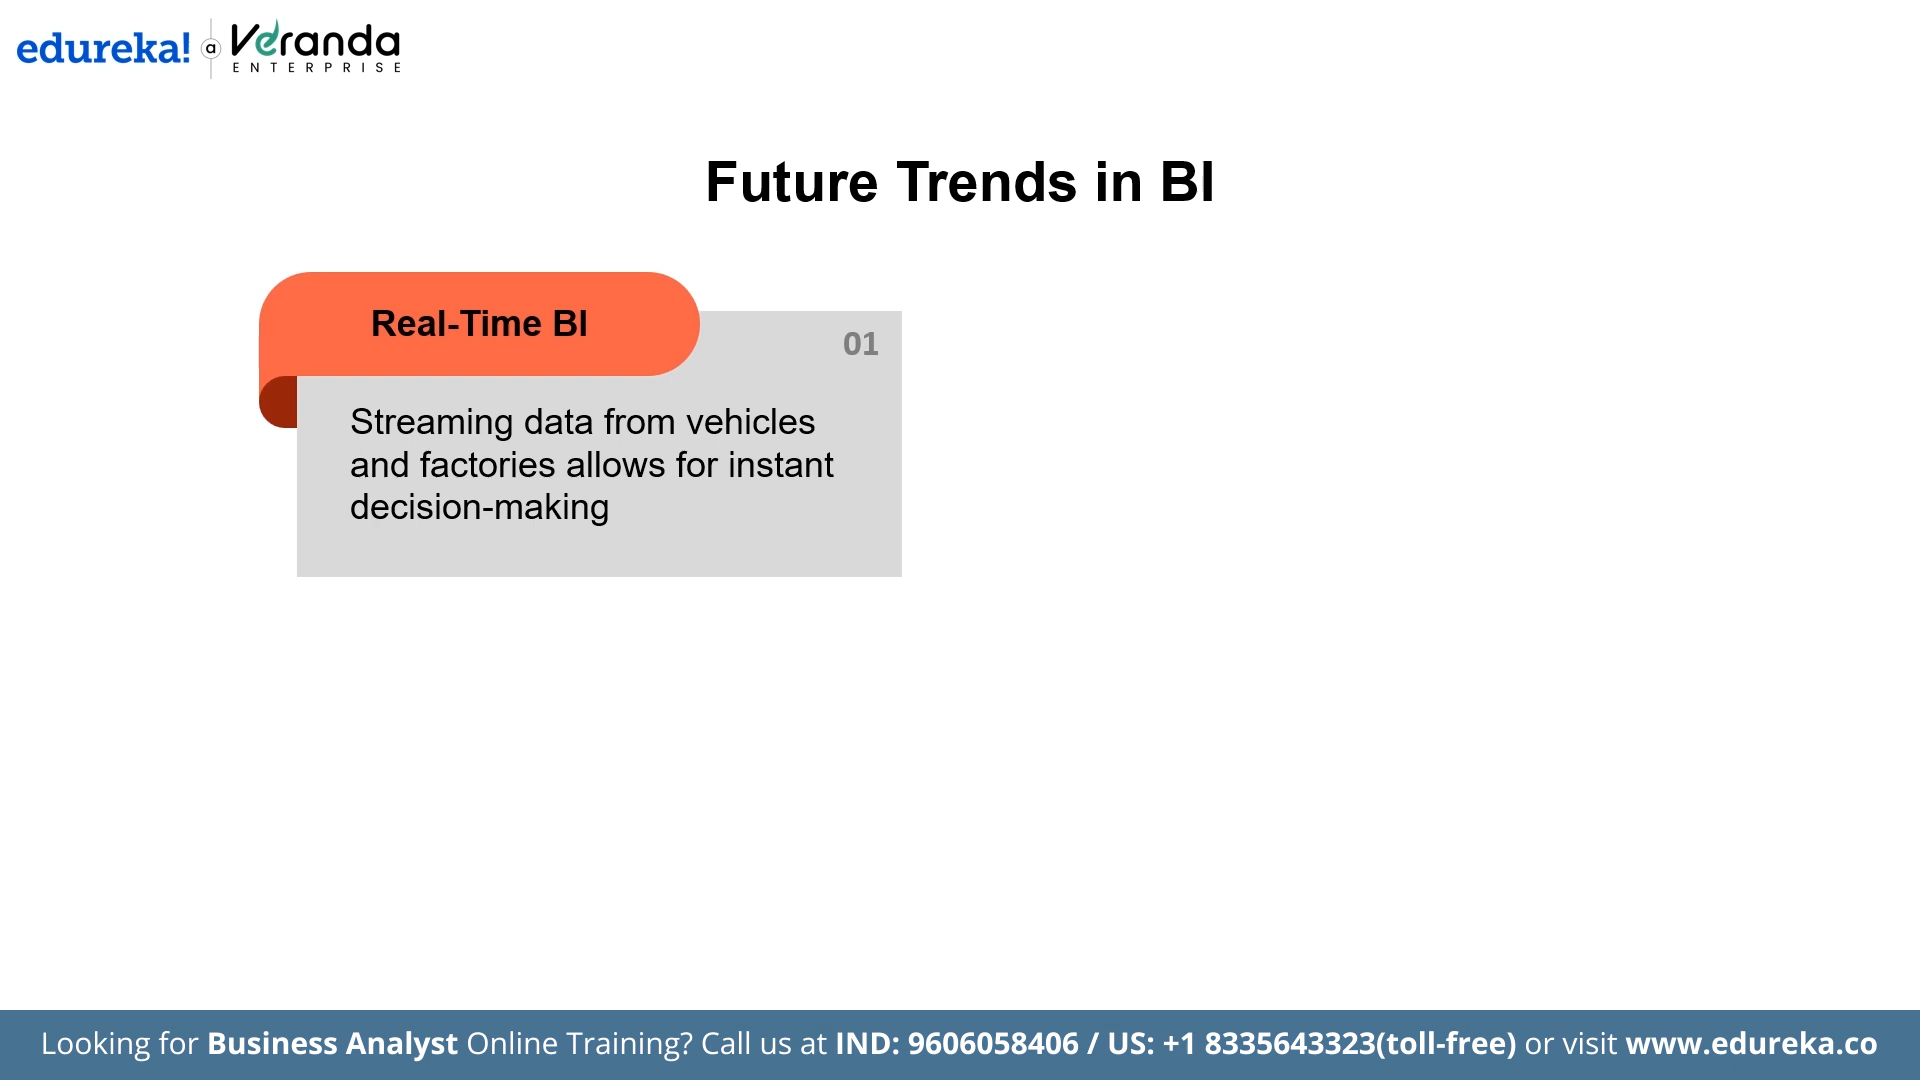 edureka! a Veranda
ENTERPRISE
Future Trends in BI
Real-Time BI
01
Streaming data from vehicles
and factories allows for instant
decision-making
Looking for Business Analyst Online Training? Call us at IND: 9606058406 / US: +1 8335643323(toll-free) or visit www.edureka.co